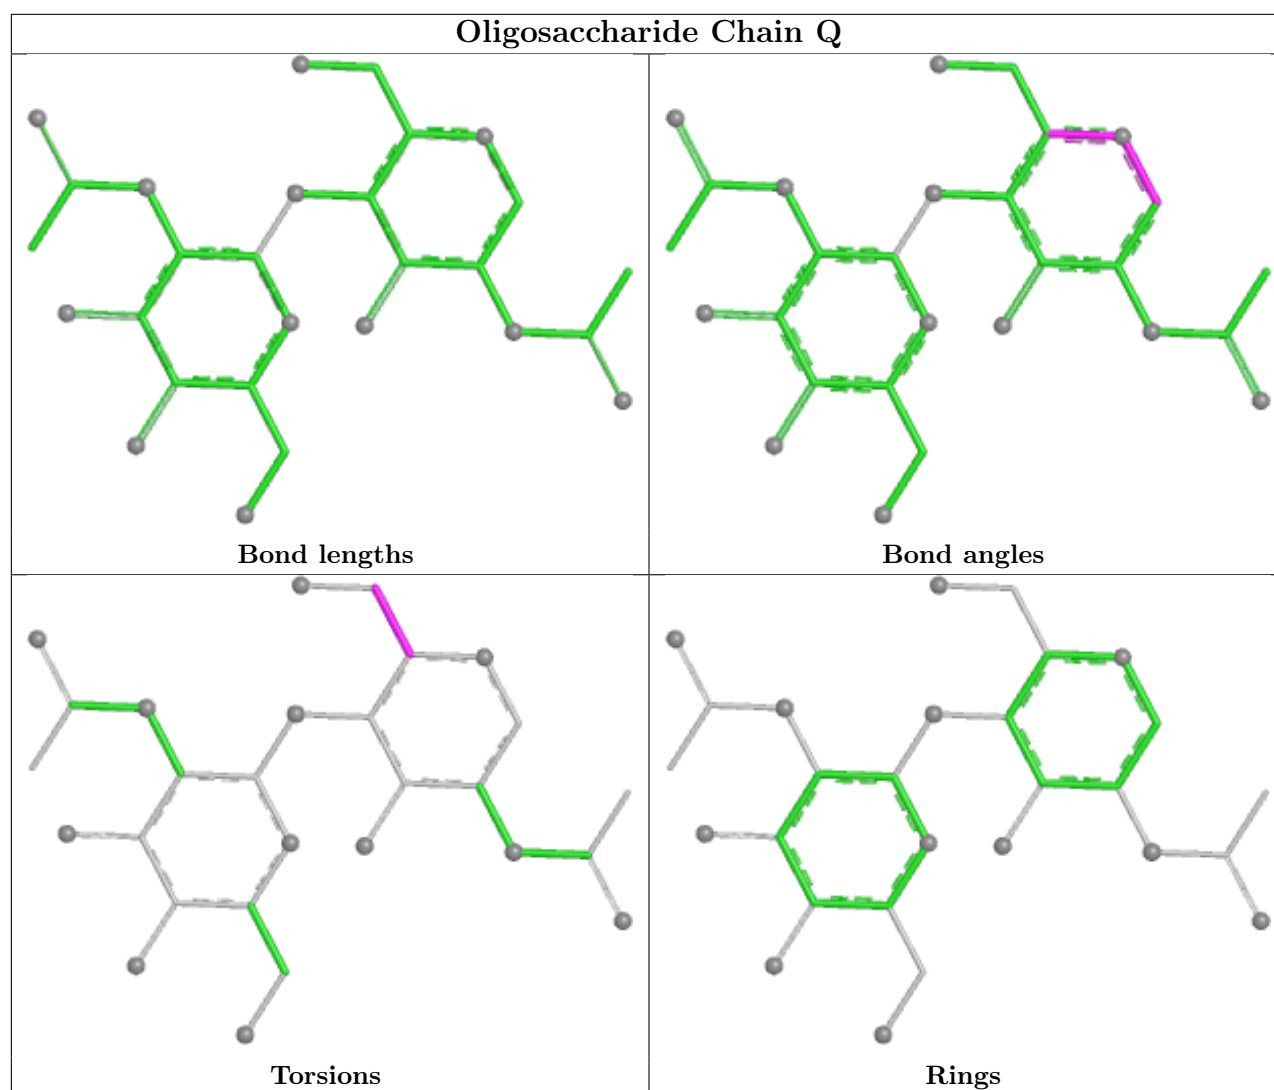 Oligosaccharide Chain Q
Bond lengths
Bond angles
Torsions
Rings